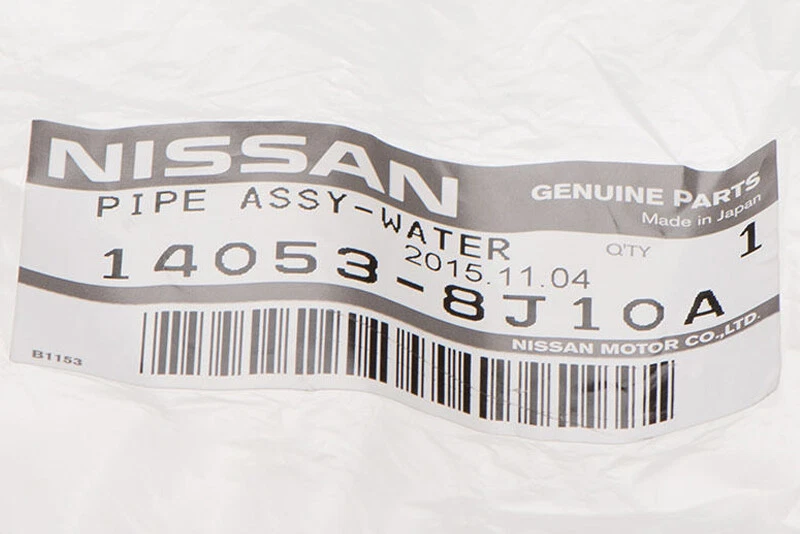 NISSAN
GENUINE PARTS
Made in Japan
PIPE ASSY-WATER
Q'TY 1
2015.11.04
14053-8J10A
NISSAN MOTOR CO.,LTD.
B1153